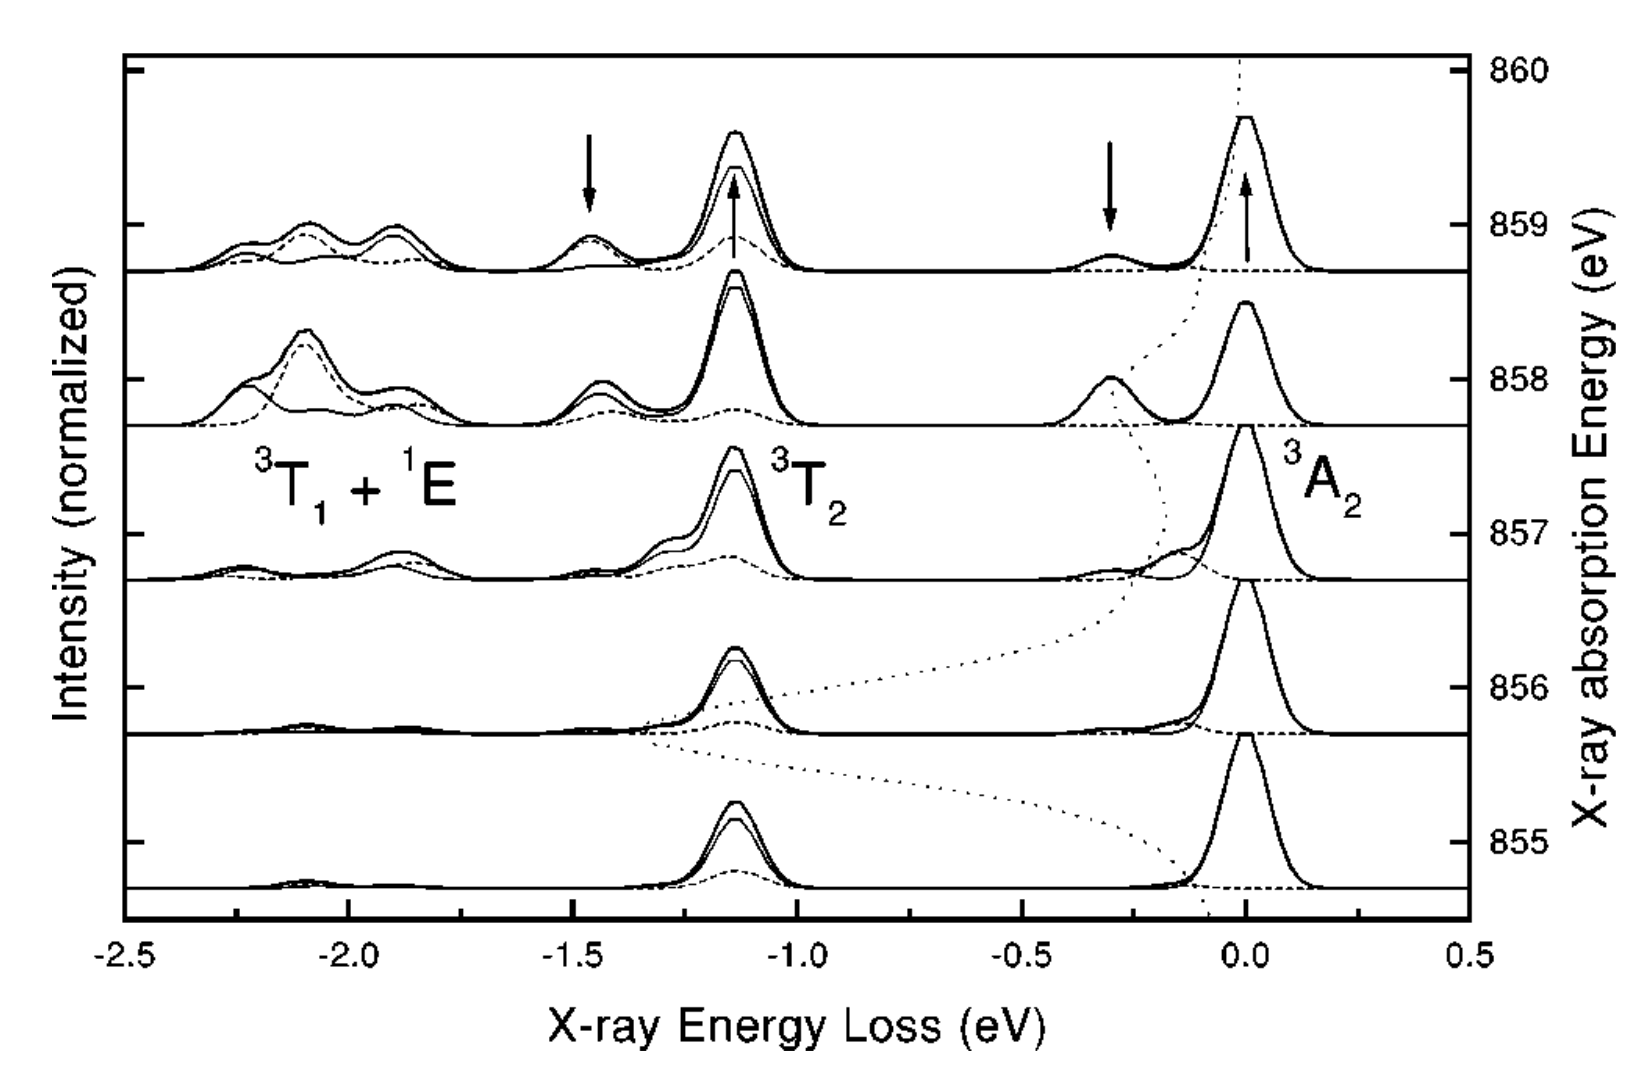 860
859
858
857
856
855
³T₁ + ¹E
³T₂
³A₂
Intensity (normalized)
X-ray absorption Energy (eV)
-2.5 -2.0 -1.5 -1.0 -0.5 0.0 0.5
X-ray Energy Loss (eV)